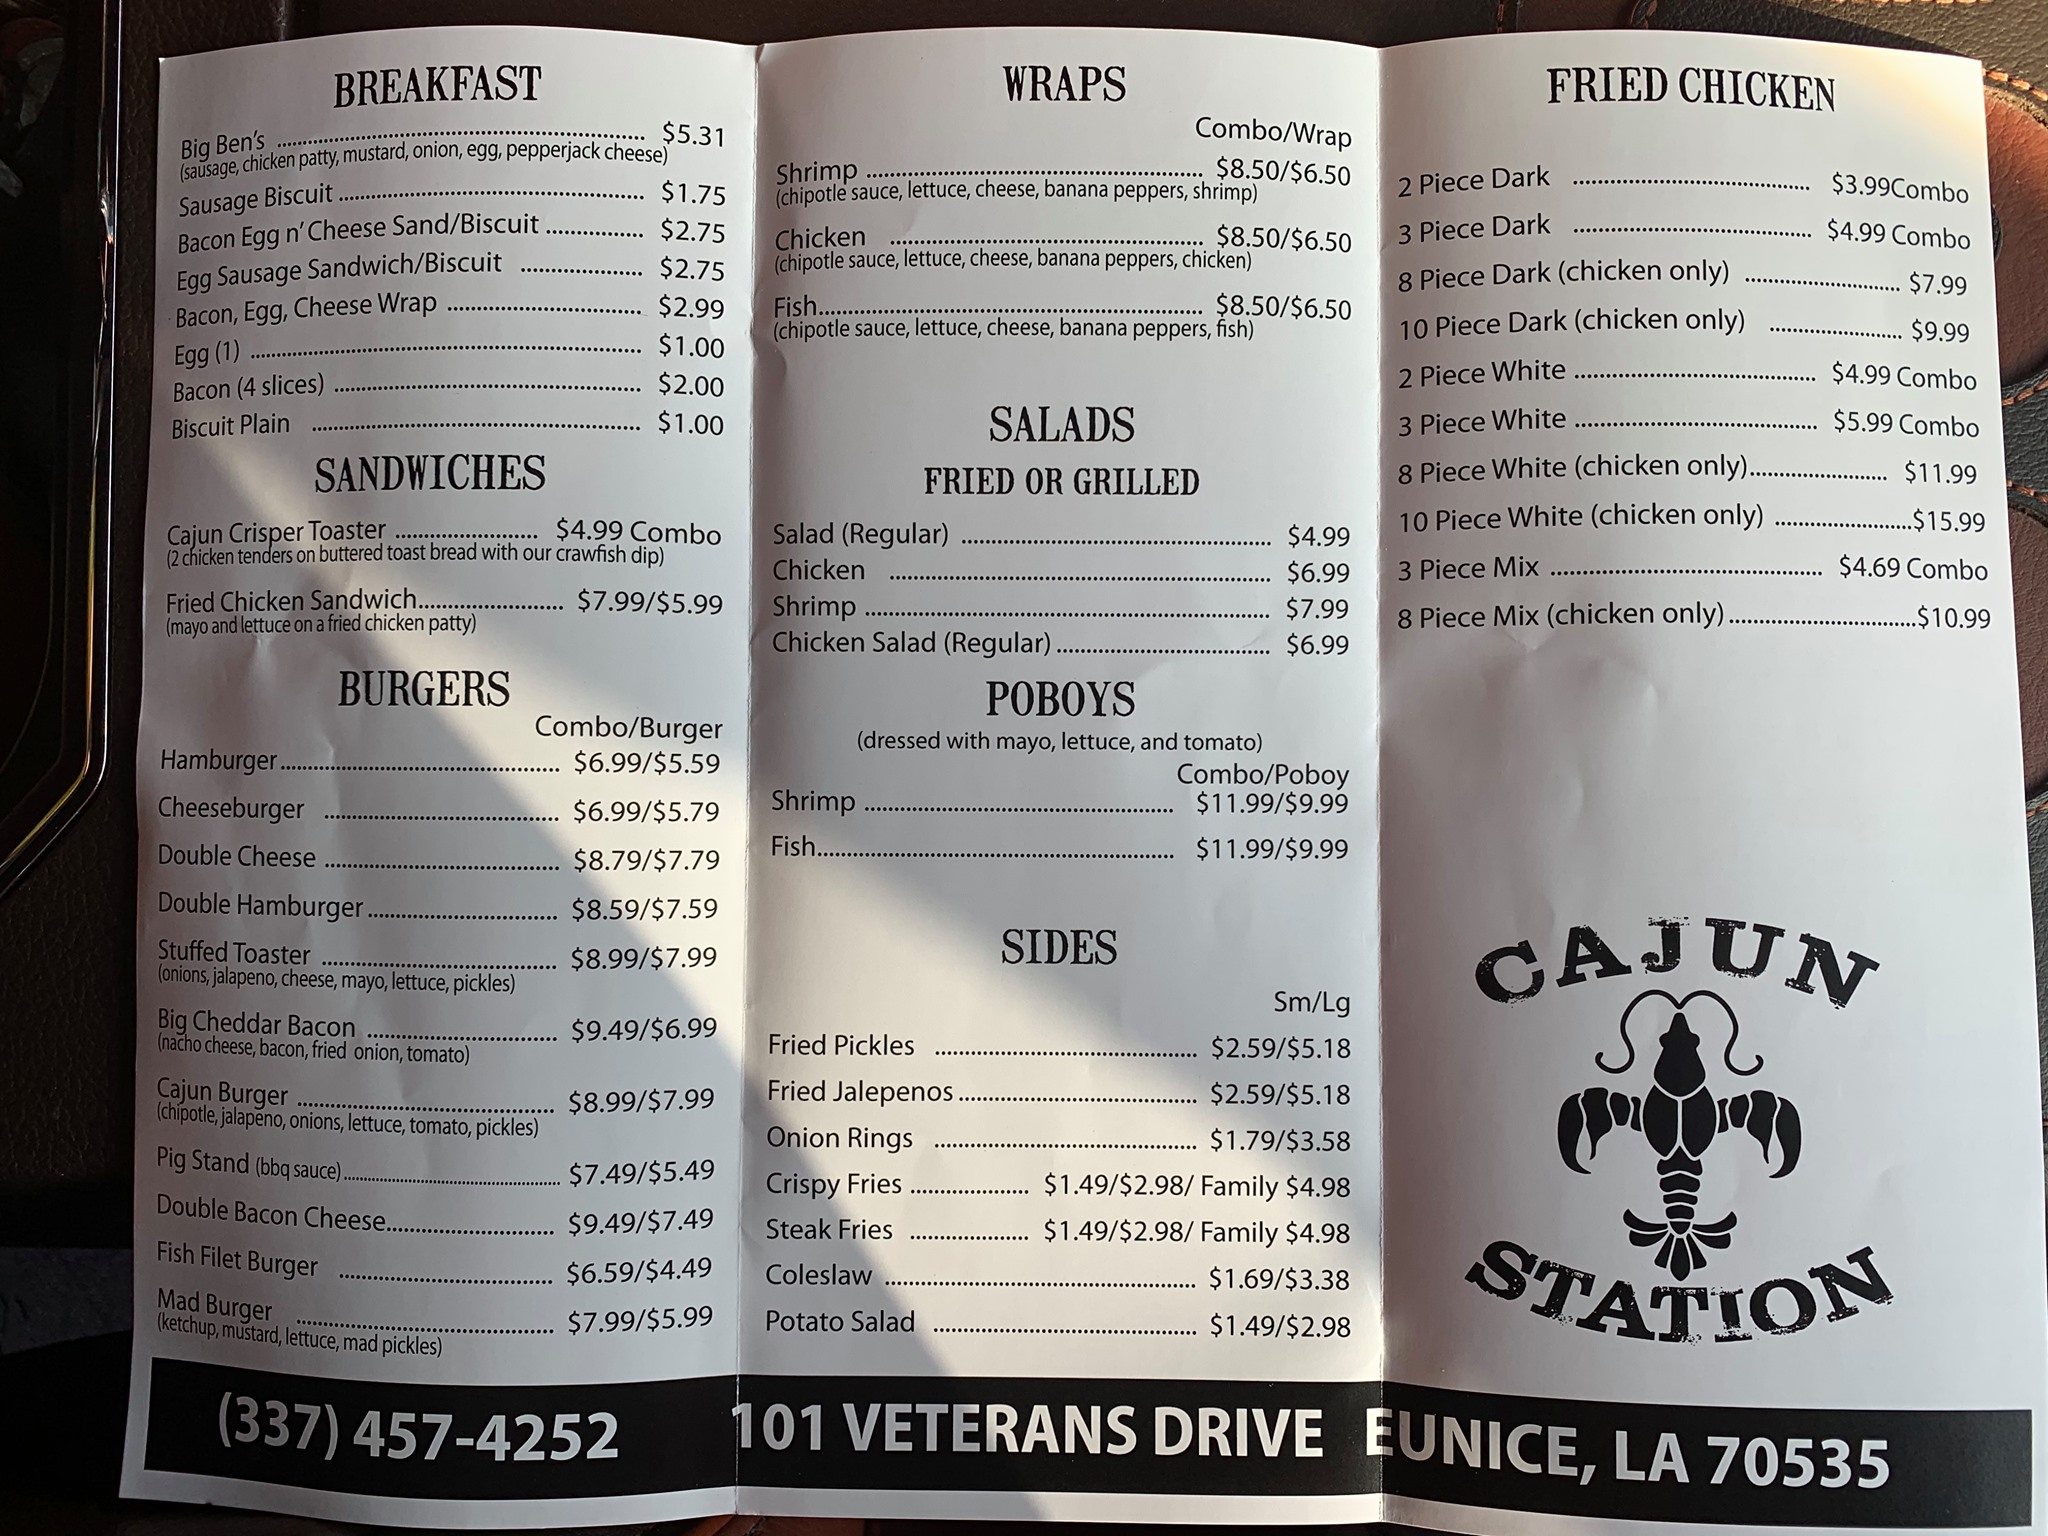 BREAKFAST
Big Ben's ........ $5.31
(sausage, chicken patty, mustard, onion, egg, pepperjack cheese)
Sausage Biscuit ........ $1.75
Bacon Egg n' Cheese Sand/Biscuit ........ $2.75
Egg Sausage Sandwich/Biscuit ........ $2.75
Bacon, Egg, Cheese Wrap ........ $2.99
Egg (1) ........ $1.00
Bacon (4 slices) ........ $2.00
Biscuit Plain ........ $1.00
SANDWICHES
Cajun Crisper Toaster ........ $4.99 Combo
(2 chicken tenders on buttered toast bread with our crawfish dip)
Fried Chicken Sandwich........ $7.99/$5.99
(mayo and lettuce on a fried chicken patty)
BURGERS
Combo/Burger
Hamburger........ $6.99/$5.59
Cheeseburger ........ $6.99/$5.79
Double Cheese ........ $8.79/$7.79
Double Hamburger........ $8.59/$7.59
Stuffed Toaster ........ $8.99/$7.99
(onions, jalapeno, cheese, mayo, lettuce, pickles)
Big Cheddar Bacon ........ $9.49/$6.99
(nacho cheese, bacon, fried onion, tomato)
Cajun Burger ........ $8.99/$7.99
(chipotle, jalapeno, onions, lettuce, tomato, pickles)
Pig Stand (bbq sauce)........ $7.49/$5.49
Double Bacon Cheese........ $9.49/$7.49
Fish Filet Burger ........ $6.59/$4.49
Mad Burger ........ $7.99/$5.99
(ketchup, mustard, lettuce, mad pickles)
WRAPS
Combo/Wrap
Shrimp ........ $8.50/$6.50
(chipotle sauce, lettuce, cheese, banana peppers, shrimp)
Chicken ........ $8.50/$6.50
(chipotle sauce, lettuce, cheese, banana peppers, chicken)
Fish........ $8.50/$6.50
(chipotle sauce, lettuce, cheese, banana peppers, fish)
SALADS
FRIED OR GRILLED
Salad (Regular) ........ $4.99
Chicken ........ $6.99
Shrimp ........ $7.99
Chicken Salad (Regular) ........ $6.99
POBOYS
(dressed with mayo, lettuce, and tomato)
Combo/Poboy
Shrimp ........ $11.99/$9.99
Fish........ $11.99/$9.99
SIDES
Sm/Lg
Fried Pickles ........ $2.59/$5.18
Fried Jalepenos ........ $2.59/$5.18
Onion Rings ........ $1.79/$3.58
Crispy Fries ........ $1.49/$2.98/ Family $4.98
Steak Fries ........ $1.49/$2.98/ Family $4.98
Coleslaw ........ $1.69/$3.38
Potato Salad ........ $1.49/$2.98
FRIED CHICKEN
2 Piece Dark ........ $3.99Combo
3 Piece Dark ........ $4.99 Combo
8 Piece Dark (chicken only) ........ $7.99
10 Piece Dark (chicken only) ........ $9.99
2 Piece White ........ $4.99 Combo
3 Piece White ........ $5.99 Combo
8 Piece White (chicken only)........ $11.99
10 Piece White (chicken only) ........$15.99
3 Piece Mix ........ $4.69 Combo
8 Piece Mix (chicken only)........$10.99
CAJUN
STATION
(337) 457-4252 101 VETERANS DRIVE EUNICE, LA 70535